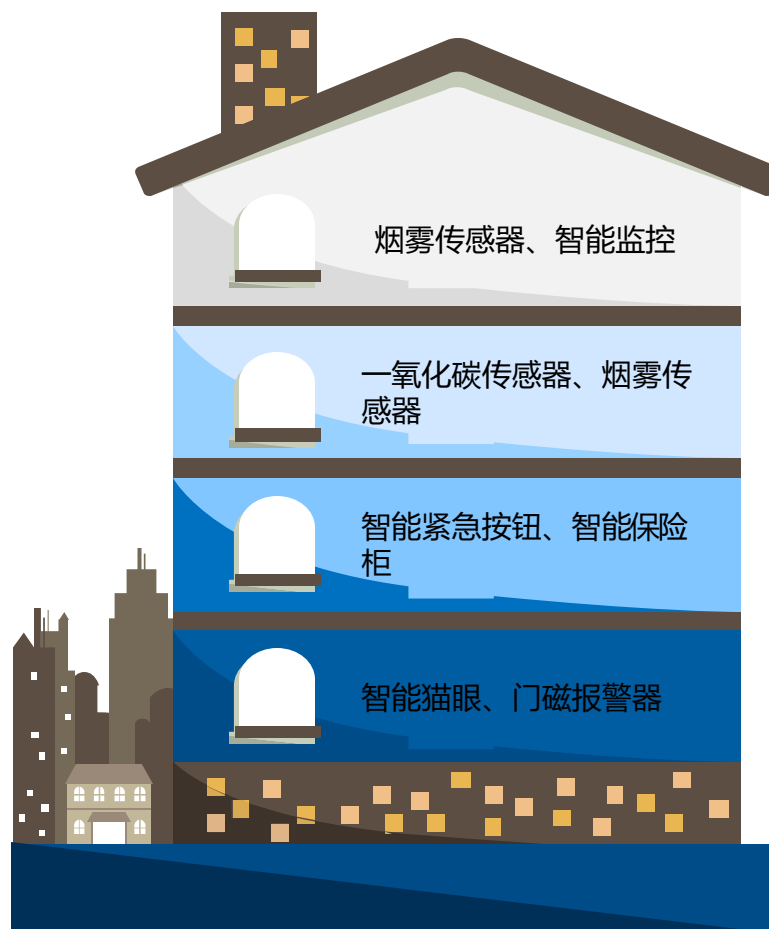 烟雾传感器、智能监控
一氧化碳传感器、烟雾传
感器
智能紧急按钮、智能保险
柜
智能猫眼、门磁报警器